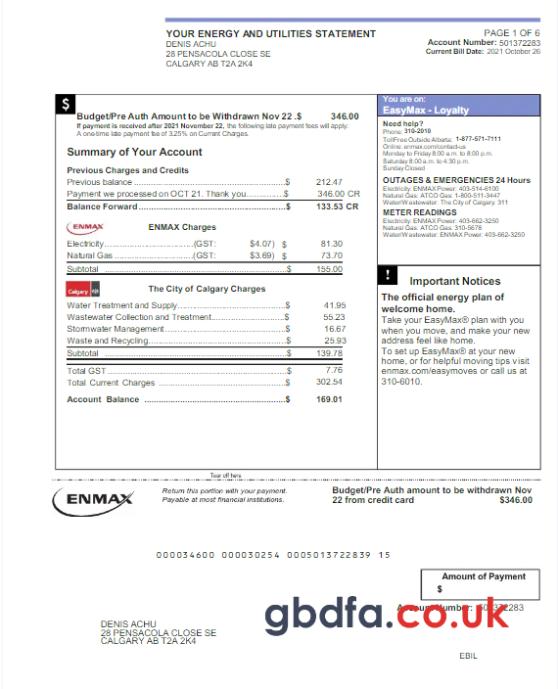 YOUR ENERGY AND UTILITIES STATEMENT
DENIS ACHU
28 PENSACOLA CLOSE SE
CALGARY AB T2A 2K4
PAGE 1 OF 6
Account Number: 501372283
Current Bill Date: 2021 October 26
$
Budget/Pre Auth Amount to be Withdrawn Nov 22 .$ 346.00
If payment is received after 2021 November 22, the following late payment fees will apply.
A one-time late payment fee of 3.25% on Current Charges.
Summary of Your Account
Previous Charges and Credits
Previous balance ...$ 212.47
Payment we processed on OCT 21. Thank you...$ 346.00 CR
Balance Forward...$ 133.53 CR
ENMAX
ENMAX Charges
Electricity...(GST: $4.07) $ 81.30
Natural Gas ...(GST: $3.69) $ 73.70
Subtotal ...$ 155.00
Calgary
The City of Calgary Charges
Water Treatment and Supply...$ 41.95
Wastewater Collection and Treatment...$ 55.23
Stormwater Management...$ 16.67
Waste and Recycling...$ 25.93
Subtotal ...$ 139.78
Total GST ...$ 7.76
Total Current Charges ...$ 302.54
Account Balance ...$ 169.01
You are on:
EasyMax - Loyalty
Need help?
Phone: 310-2010
TollFree Outside Alberta: 1-877-571-7111
Online: enmax.com/contact-us
Monday to Friday 8:00 a.m. to 8:00 p.m.
Saturday 8:00 a.m. to 4:30 p.m.
Sunday Closed
OUTAGES & EMERGENCIES 24 Hours
Electricity: ENMAX Power: 403-514-6100
Natural Gas: ATCO Gas: 1-800-511-3447
Water/Wastewater: The City of Calgary: 311
METER READINGS
Electricity: ENMAX Power: 403-662-3250
Natural Gas: ATCO Gas: 310-5678
Water/Wastewater: ENMAX Power: 403-662-3250
!
Important Notices
The official energy plan of
welcome home.
Take your EasyMax® plan with you
when you move, and make your new
address feel like home.
To set up EasyMax® at your new
home, or for helpful moving tips visit
enmax.com/easymoves or call us at
310-6010.
Tear off here
ENMAX
Return this portion with your payment.
Payable at most financial institutions.
Budget/Pre Auth amount to be withdrawn Nov
22 from credit card $346.00
000034600 000030254 0005013722839 15
Amount of Payment
$
Account Number: 501372283
gbdfa.co.uk
DENIS ACHU
28 PENSACOLA CLOSE SE
CALGARY AB T2A 2K4
EBIL